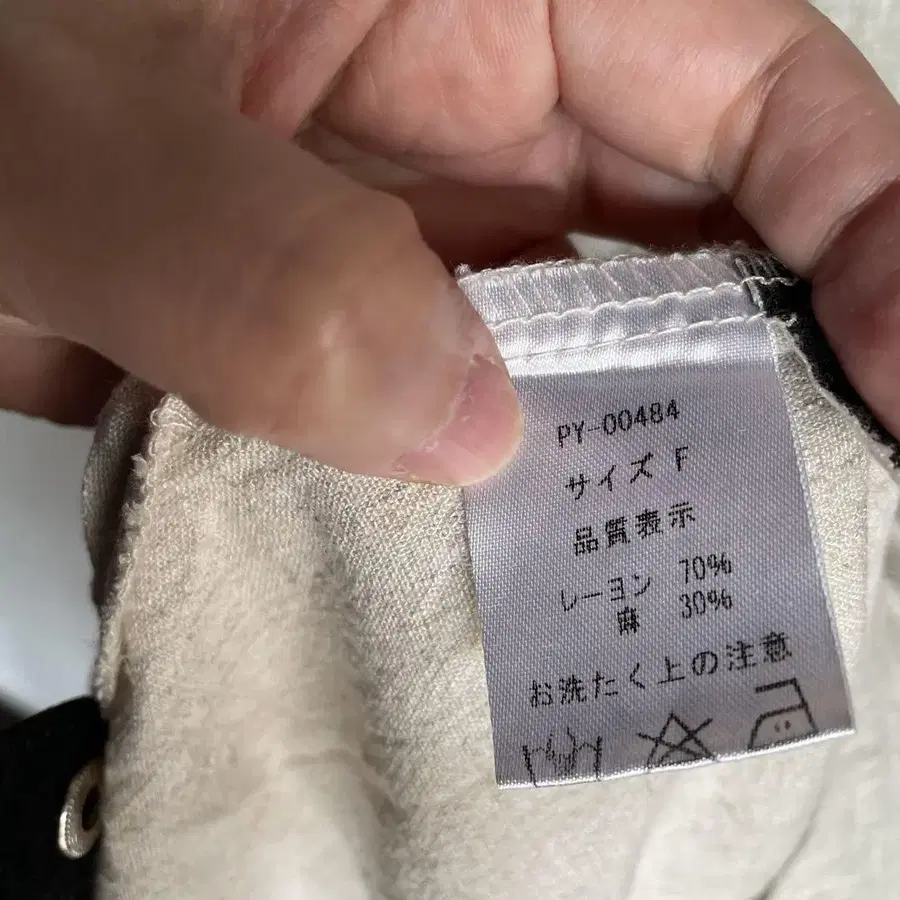 PY-00484
サイズ F
品質表示
レーヨン 70%
麻 30%
お洗たく上の注意